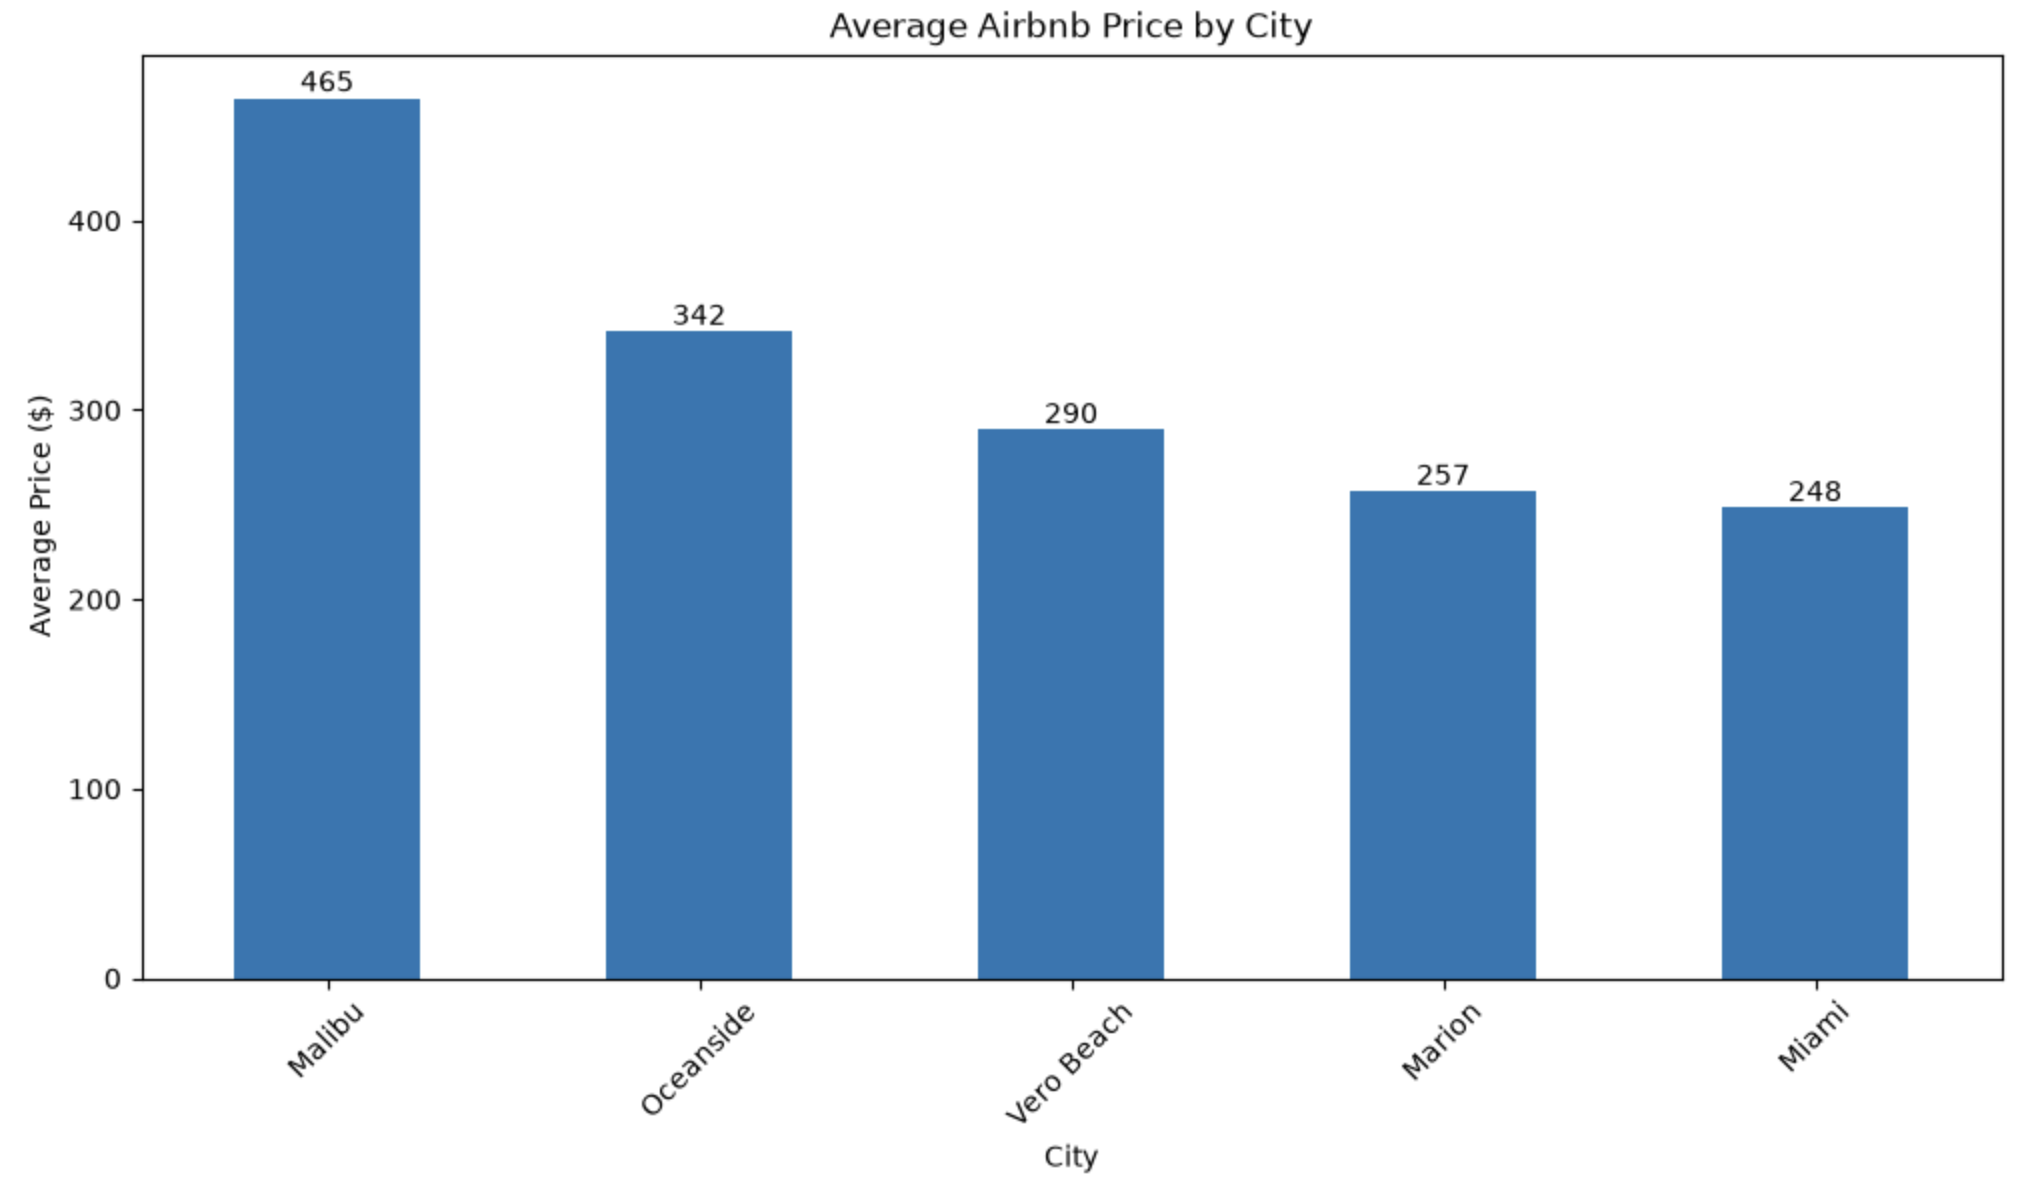 Average Airbnb Price by City
465
342
290
257
248
Average Price ($)
400
300
200
100
0
Malibu
Oceanside
Vero Beach
Marion
Miami
City